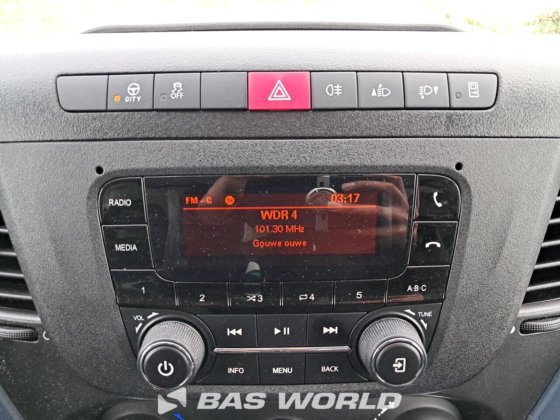 CITY OFF
RADIO
MEDIA
FM - C 03:17
WDR 4
101.30 MHz
Gouwe ouwe
1 2 3 4 5 A·B·C
VOL TUNE
INFO MENU BACK
BAS WORLD